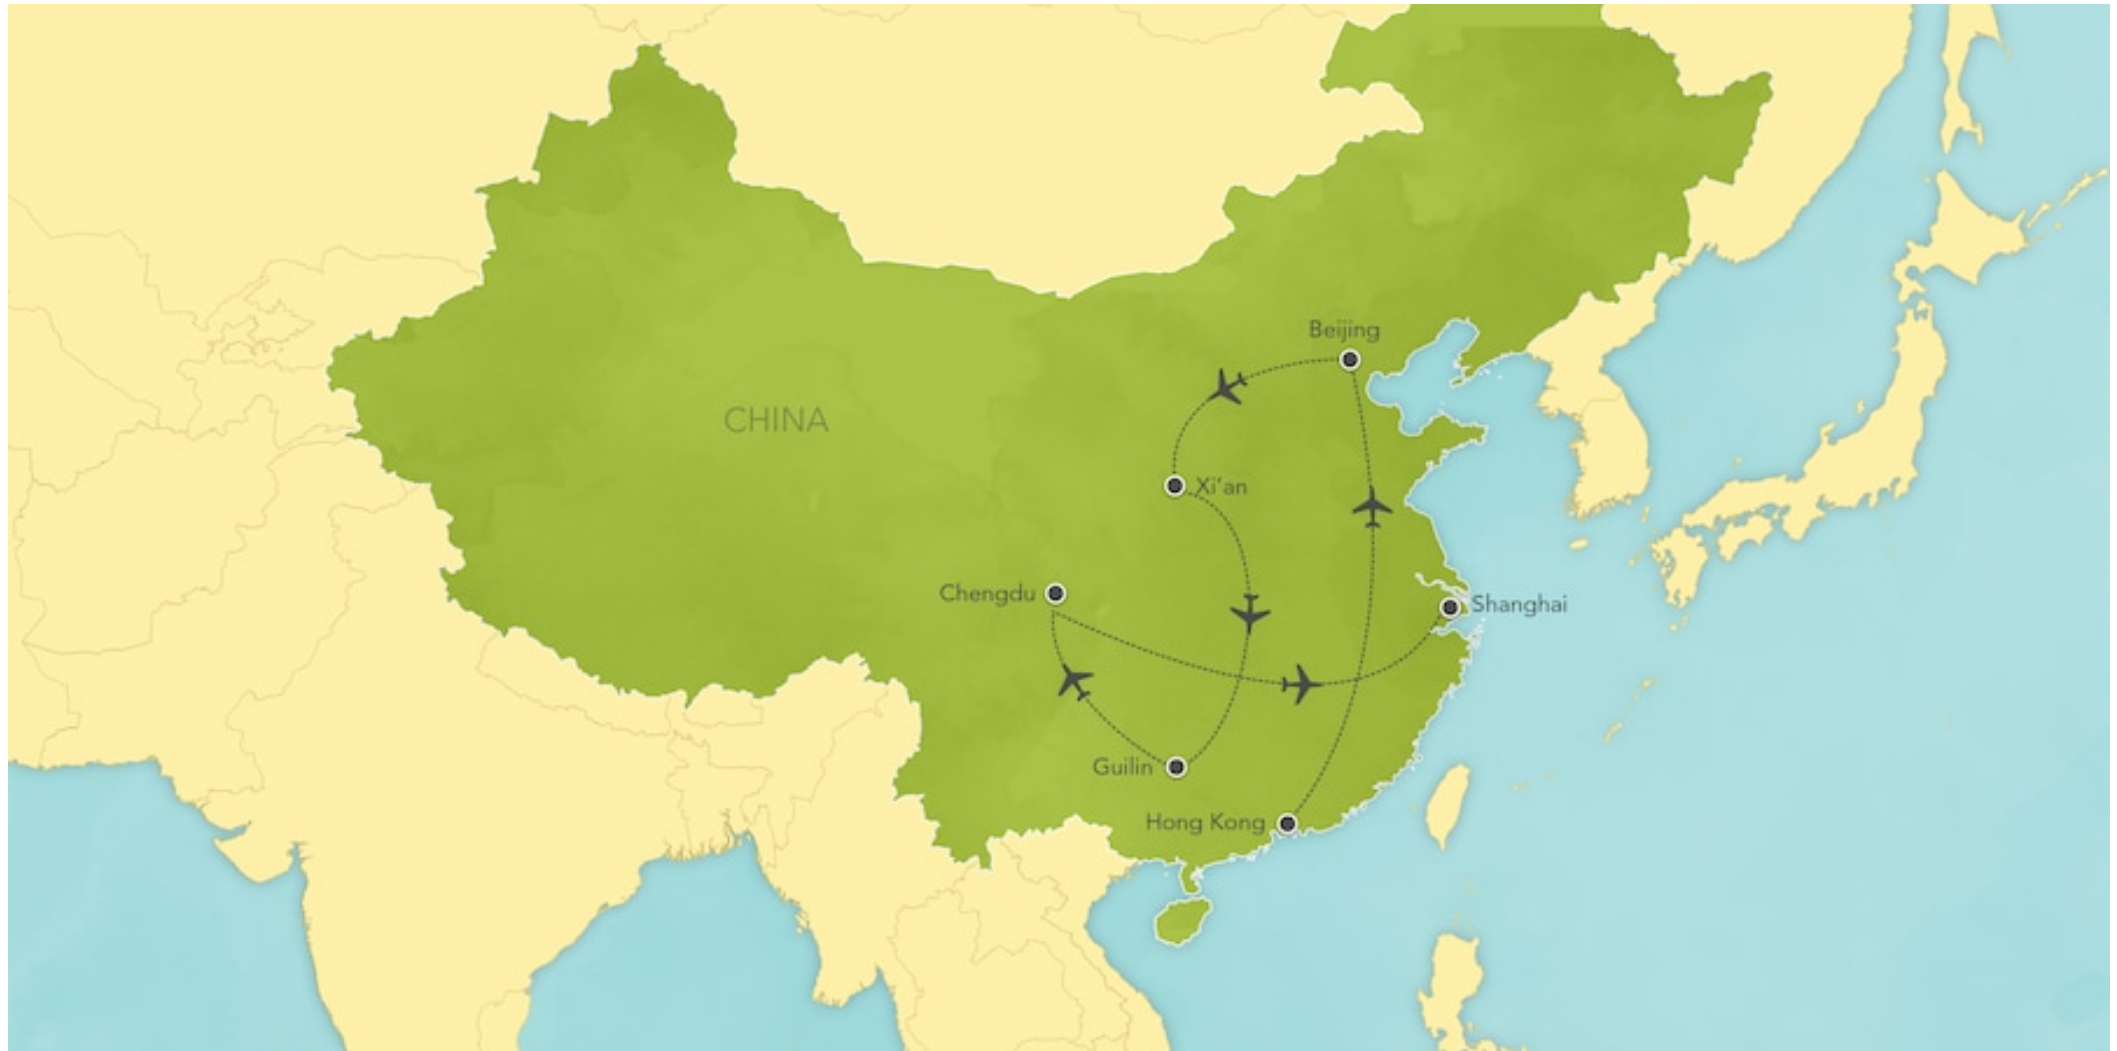 Beijing
CHINA
Xi’an
Chengdu
Shanghai
Guilin
Hong Kong